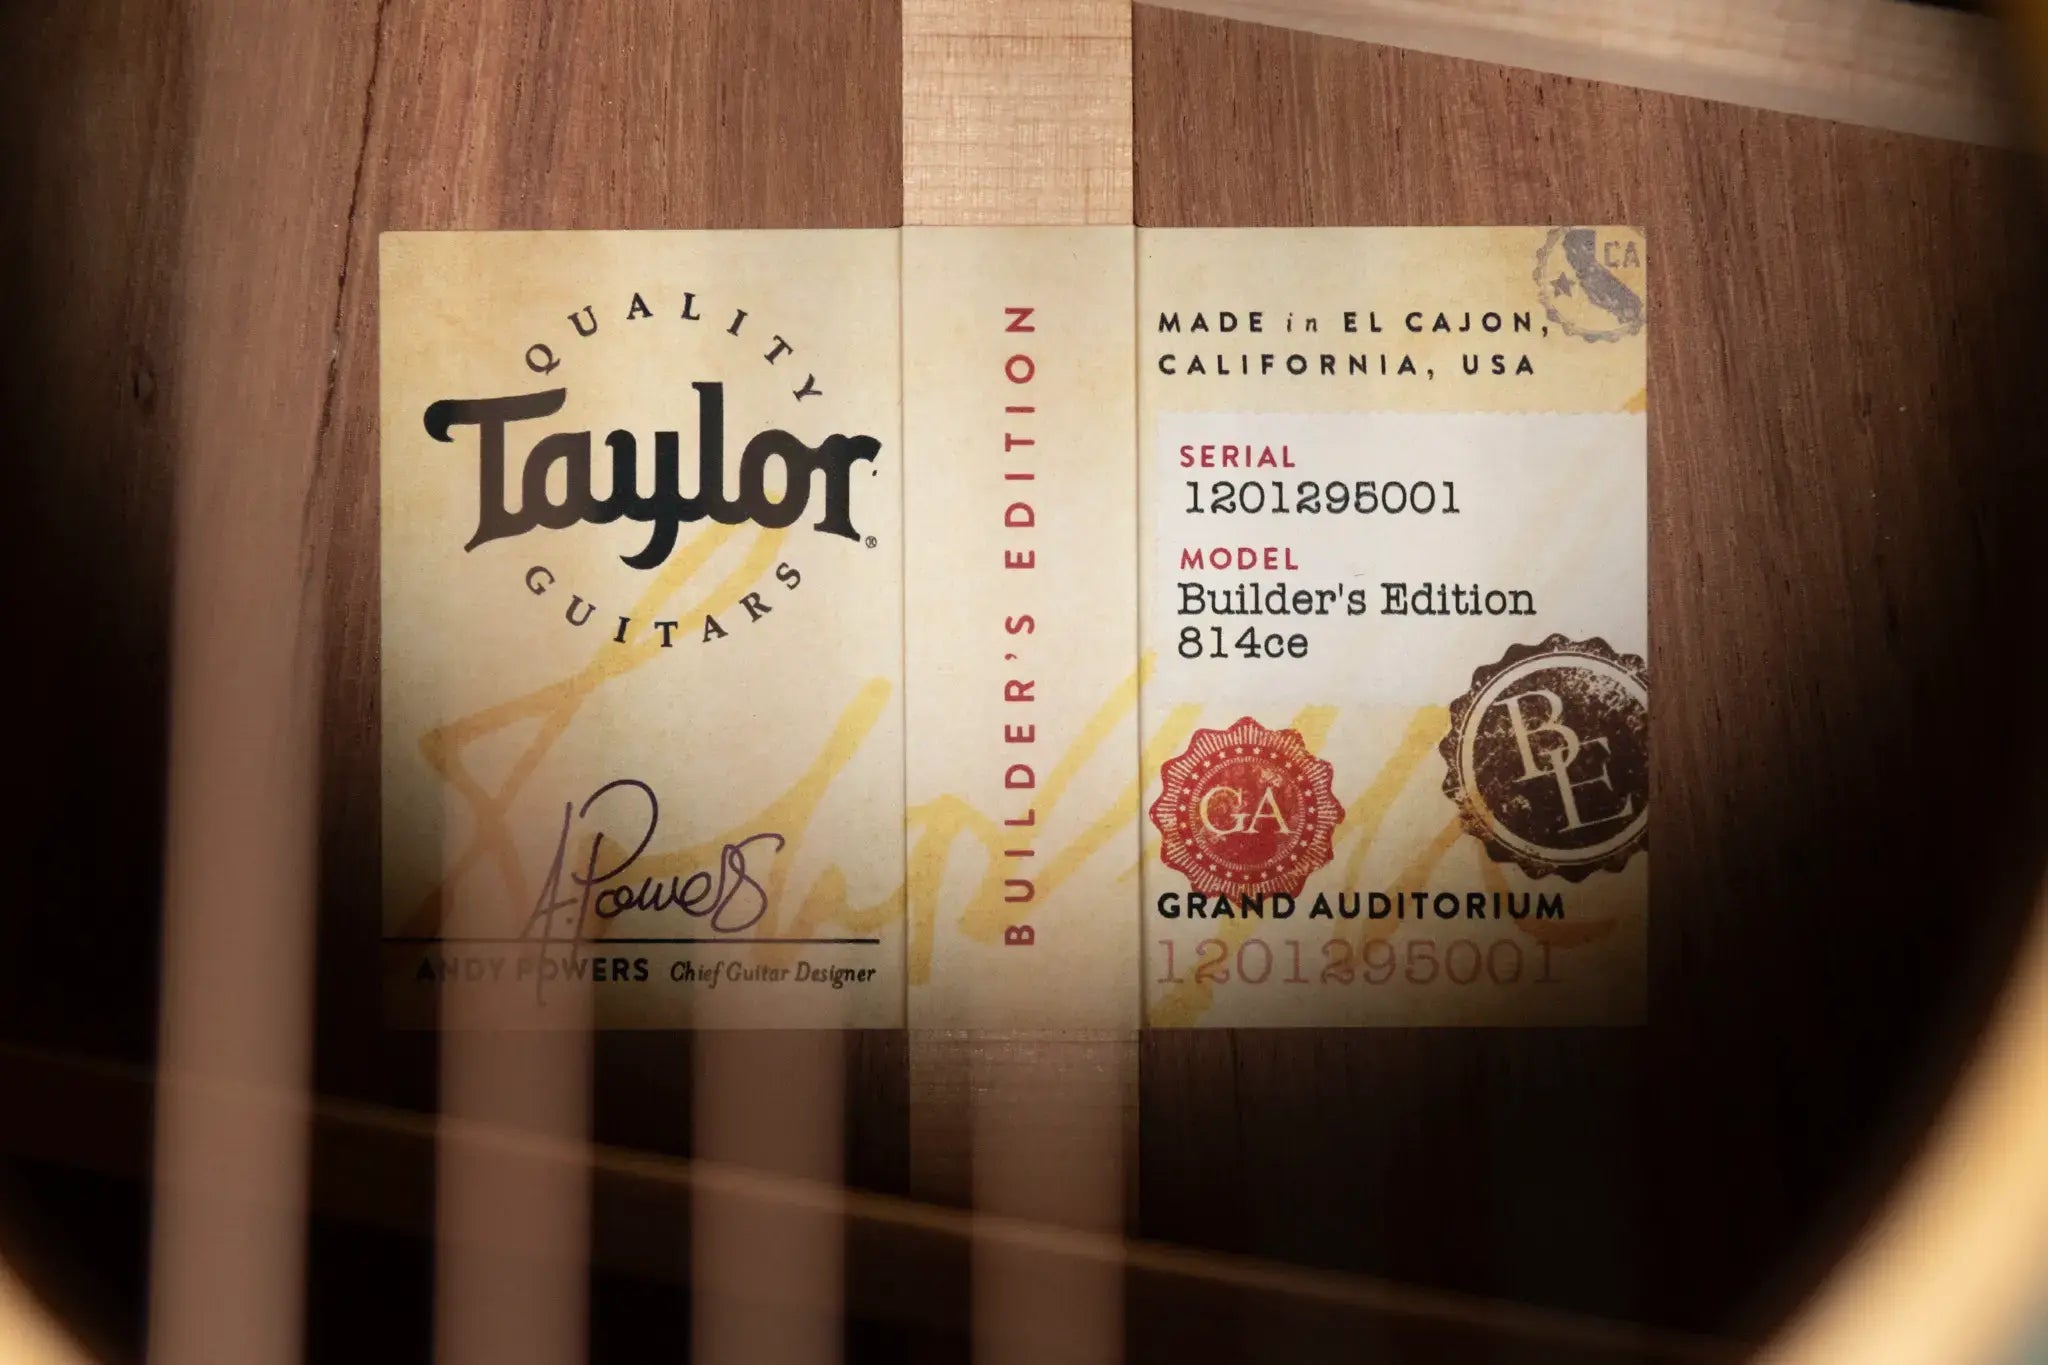 QUALITY
Taylor®
GUITARS
A. Powers
ANDY POWERS Chief Guitar Designer
BUILDER'S EDITION
CA
MADE in EL CAJON,
CALIFORNIA, USA
SERIAL
1201295001
MODEL
Builder's Edition
814ce
GA
BE
GRAND AUDITORIUM
1201295001